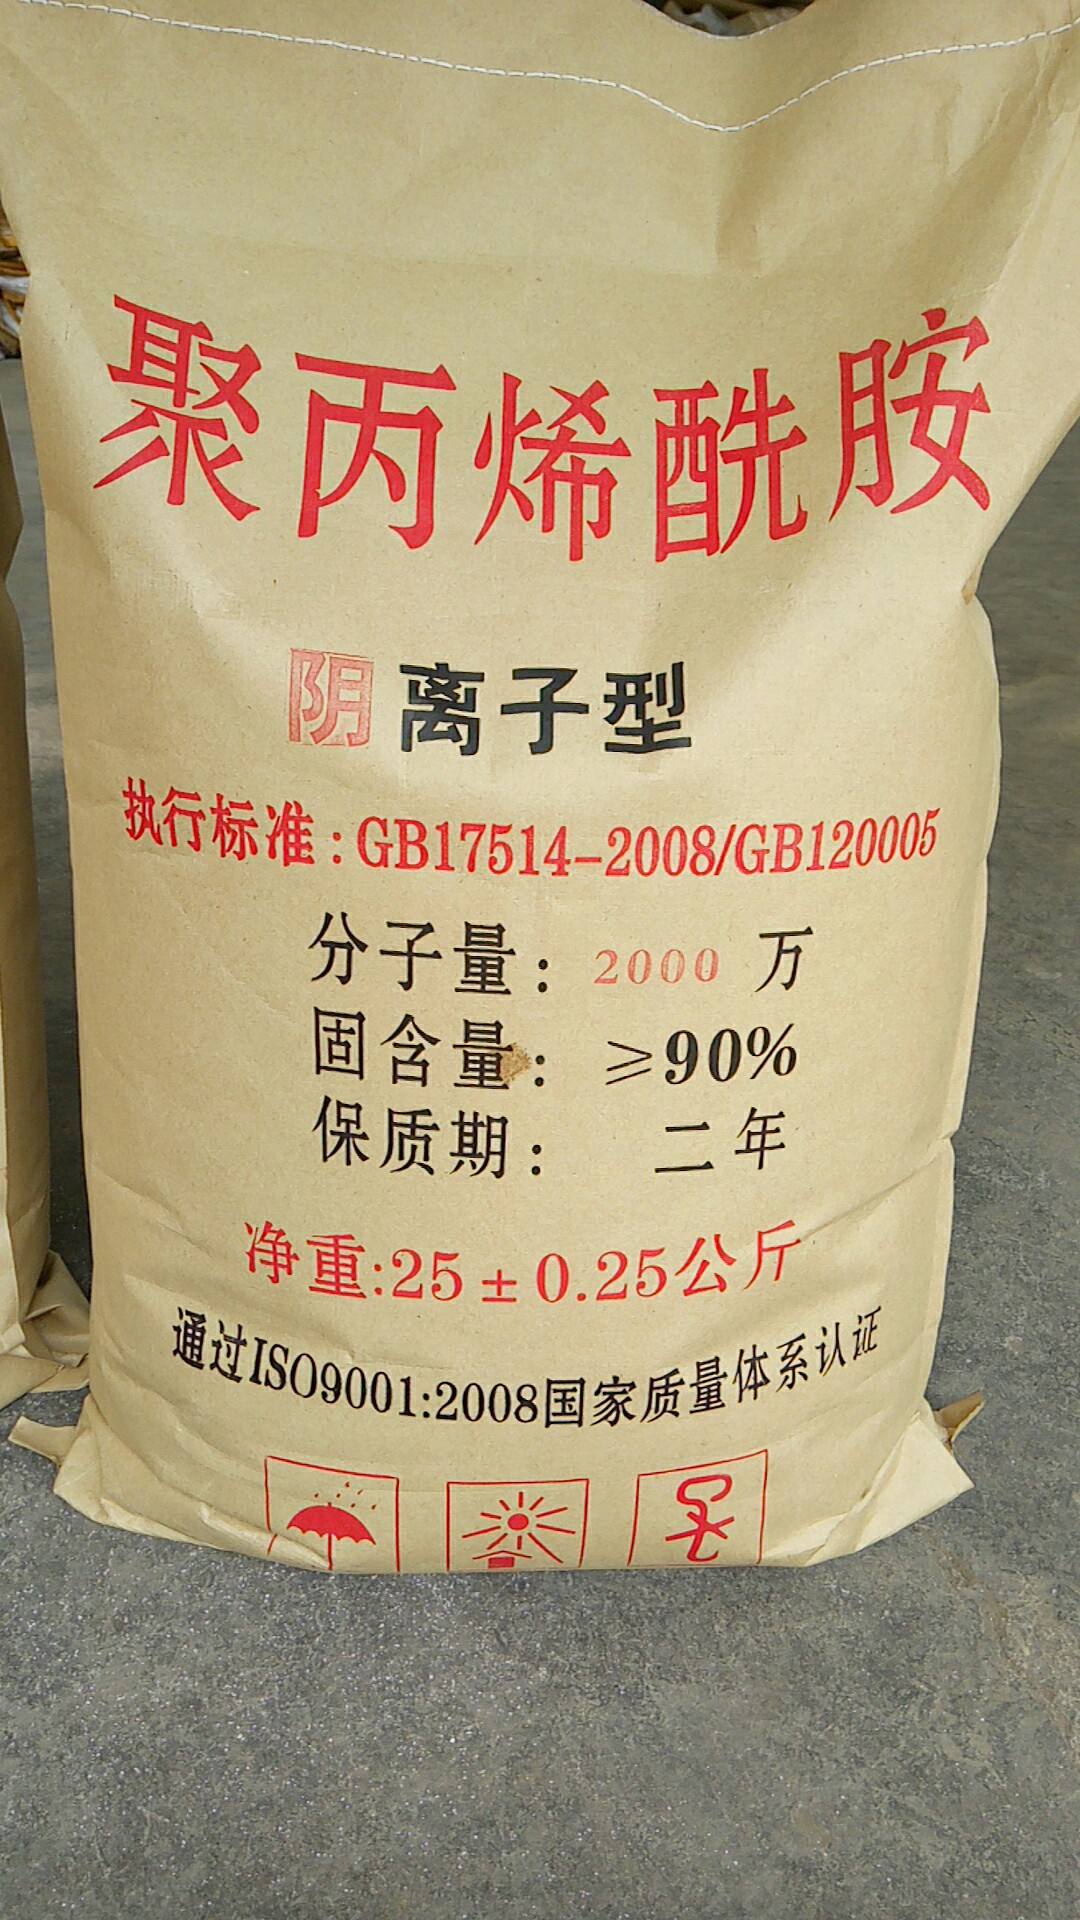 聚丙烯酰胺
阴离子型
执行标准:GB17514-2008/GB120005
分子量: 2000 万
固含量: ≥90%
保质期: 二年
净重:25±0.25公斤
通过ISO9001:2008国家质量体系认证